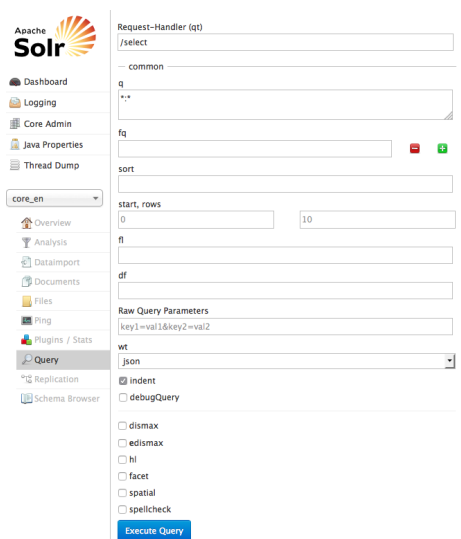 Apache
Solr
Dashboard
Logging
Core Admin
Java Properties
Thread Dump
core_en
Overview
Analysis
Dataimport
Documents
Files
Ping
Plugins / Stats
Query
Replication
Schema Browser
Request-Handler (qt)
/select
common
q
*:*
fq
sort
start, rows
0 10
fl
df
Raw Query Parameters
key1=val1&key2=val2
wt
json
indent
debugQuery
dismax
edismax
hl
facet
spatial
spellcheck
Execute Query